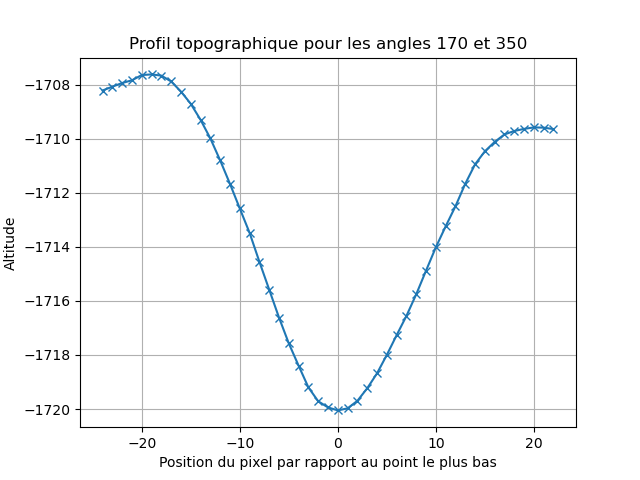 Profil topographique pour les angles 170 et 350
Altitude
−1708
−1710
−1712
−1714
−1716
−1718
−1720
−20 −10 0 10 20
Position du pixel par rapport au point le plus bas